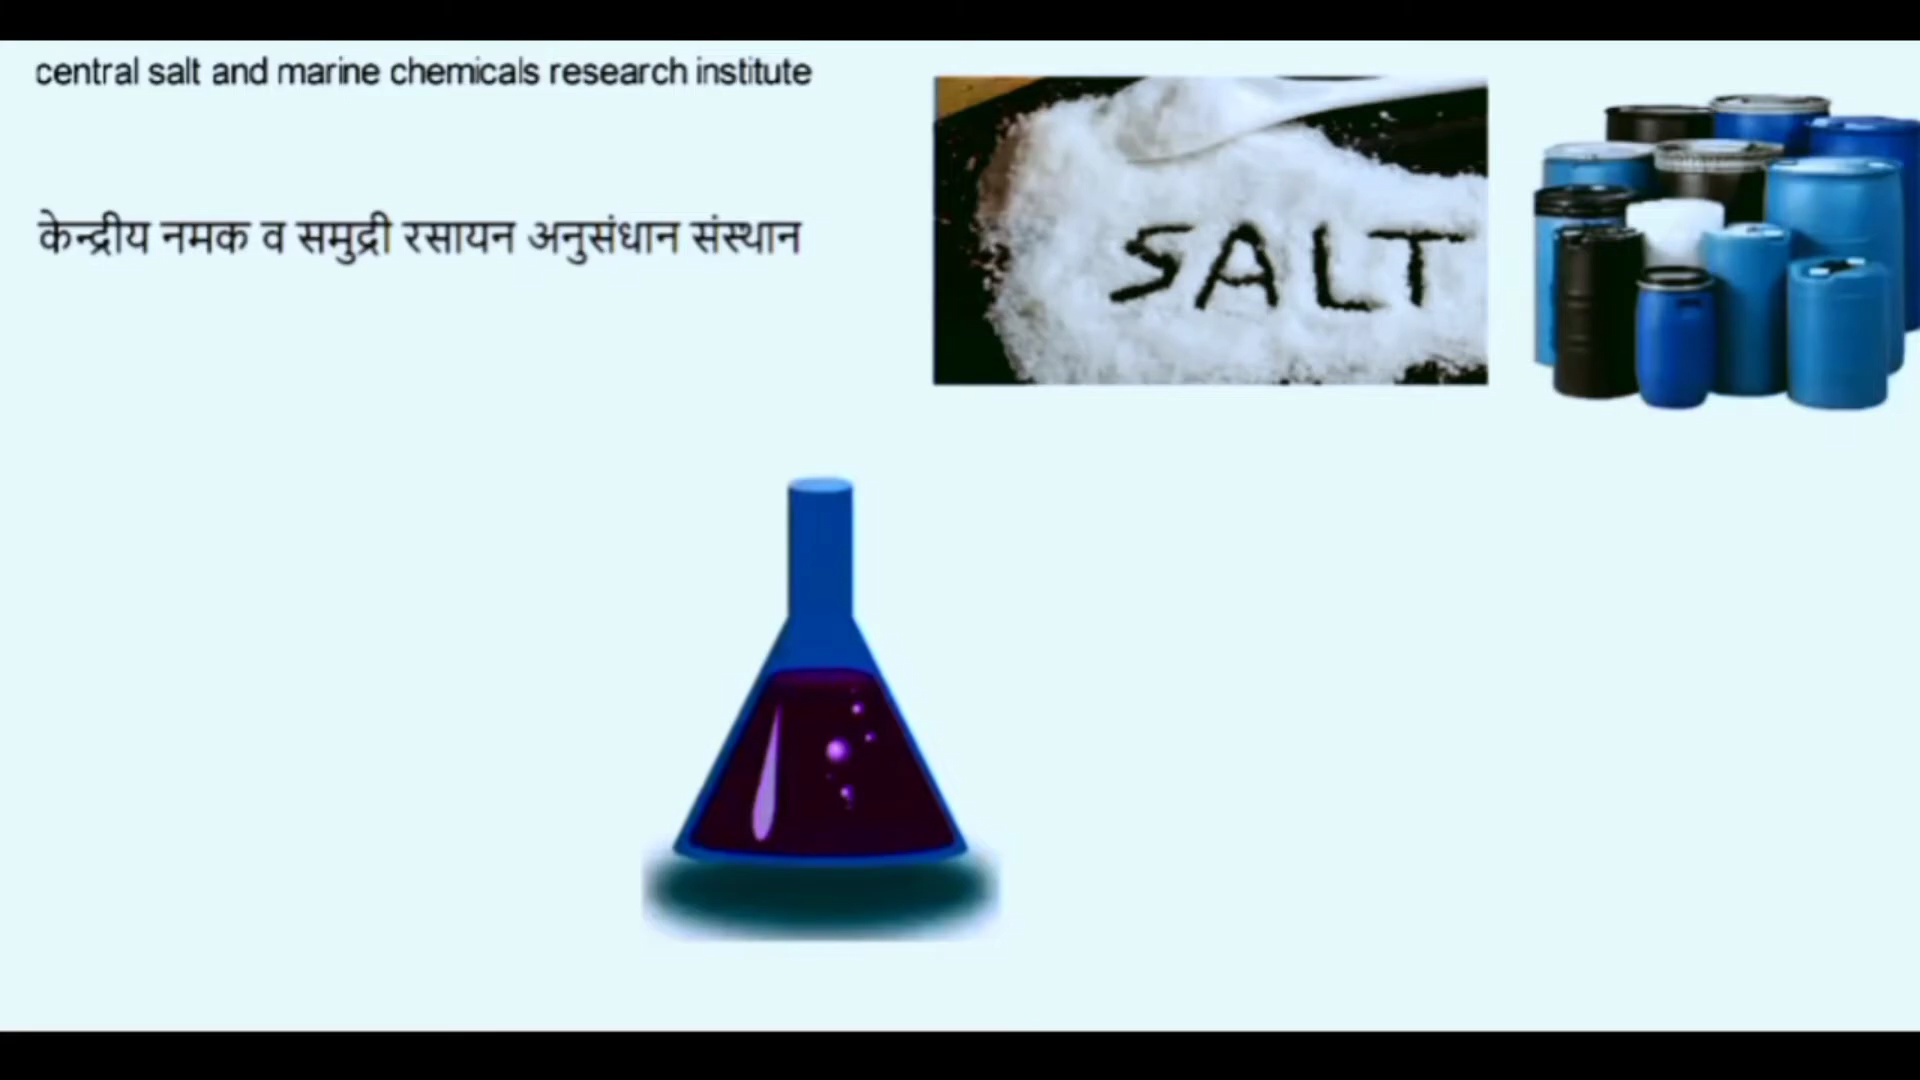 central salt and marine chemicals research institute
केन्द्रीय नमक व समुद्री रसायन अनुसंधान संस्थान
SALT